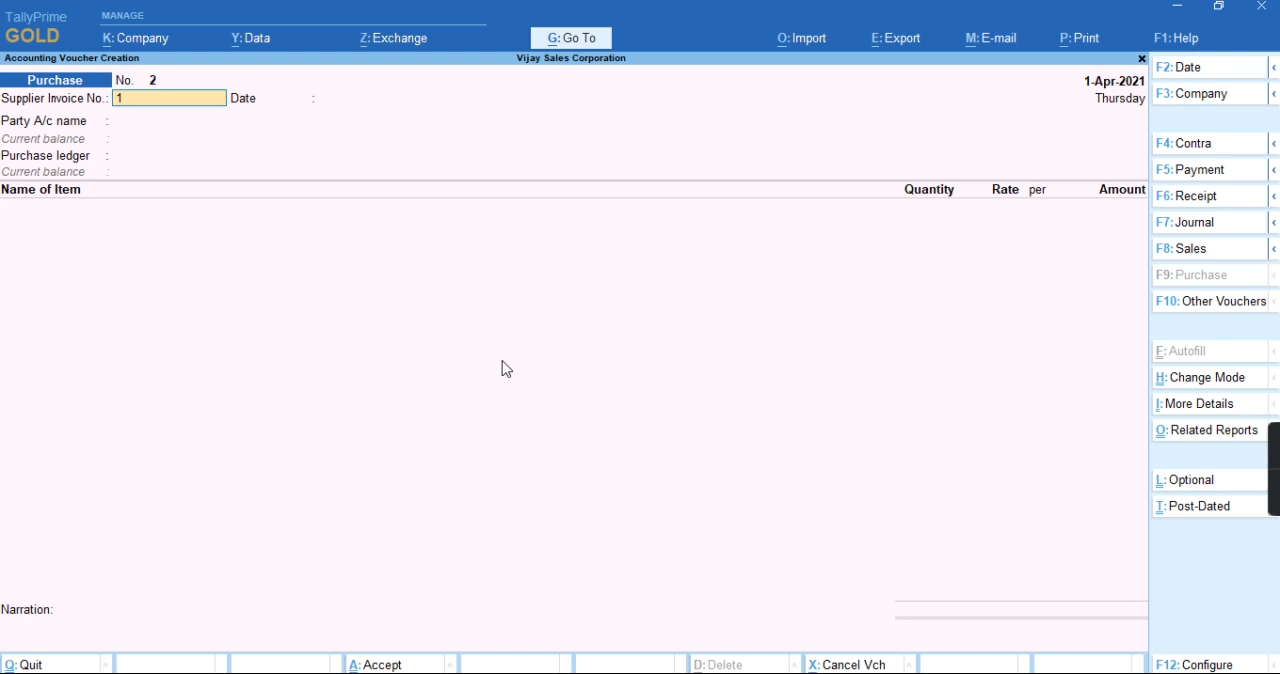 TallyPrime
GOLD
MANAGE
K: Company Y: Data Z: Exchange G: Go To O: Import E: Export M: E-mail P: Print F1: Help
Accounting Voucher Creation Vijay Sales Corporation x
Purchase No. 2 1-Apr-2021
Supplier Invoice No.: 1 Date : Thursday
Party A/c name :
Current balance :
Purchase ledger :
Current balance :
Name of Item Quantity Rate per Amount
Narration:
Q: Quit A: Accept D: Delete X: Cancel Vch
F2: Date
F3: Company
F4: Contra
F5: Payment
F6: Receipt
F7: Journal
F8: Sales
F9: Purchase
F10: Other Vouchers
F: Autofill
H: Change Mode
I: More Details
O: Related Reports
L: Optional
T: Post-Dated
F12: Configure